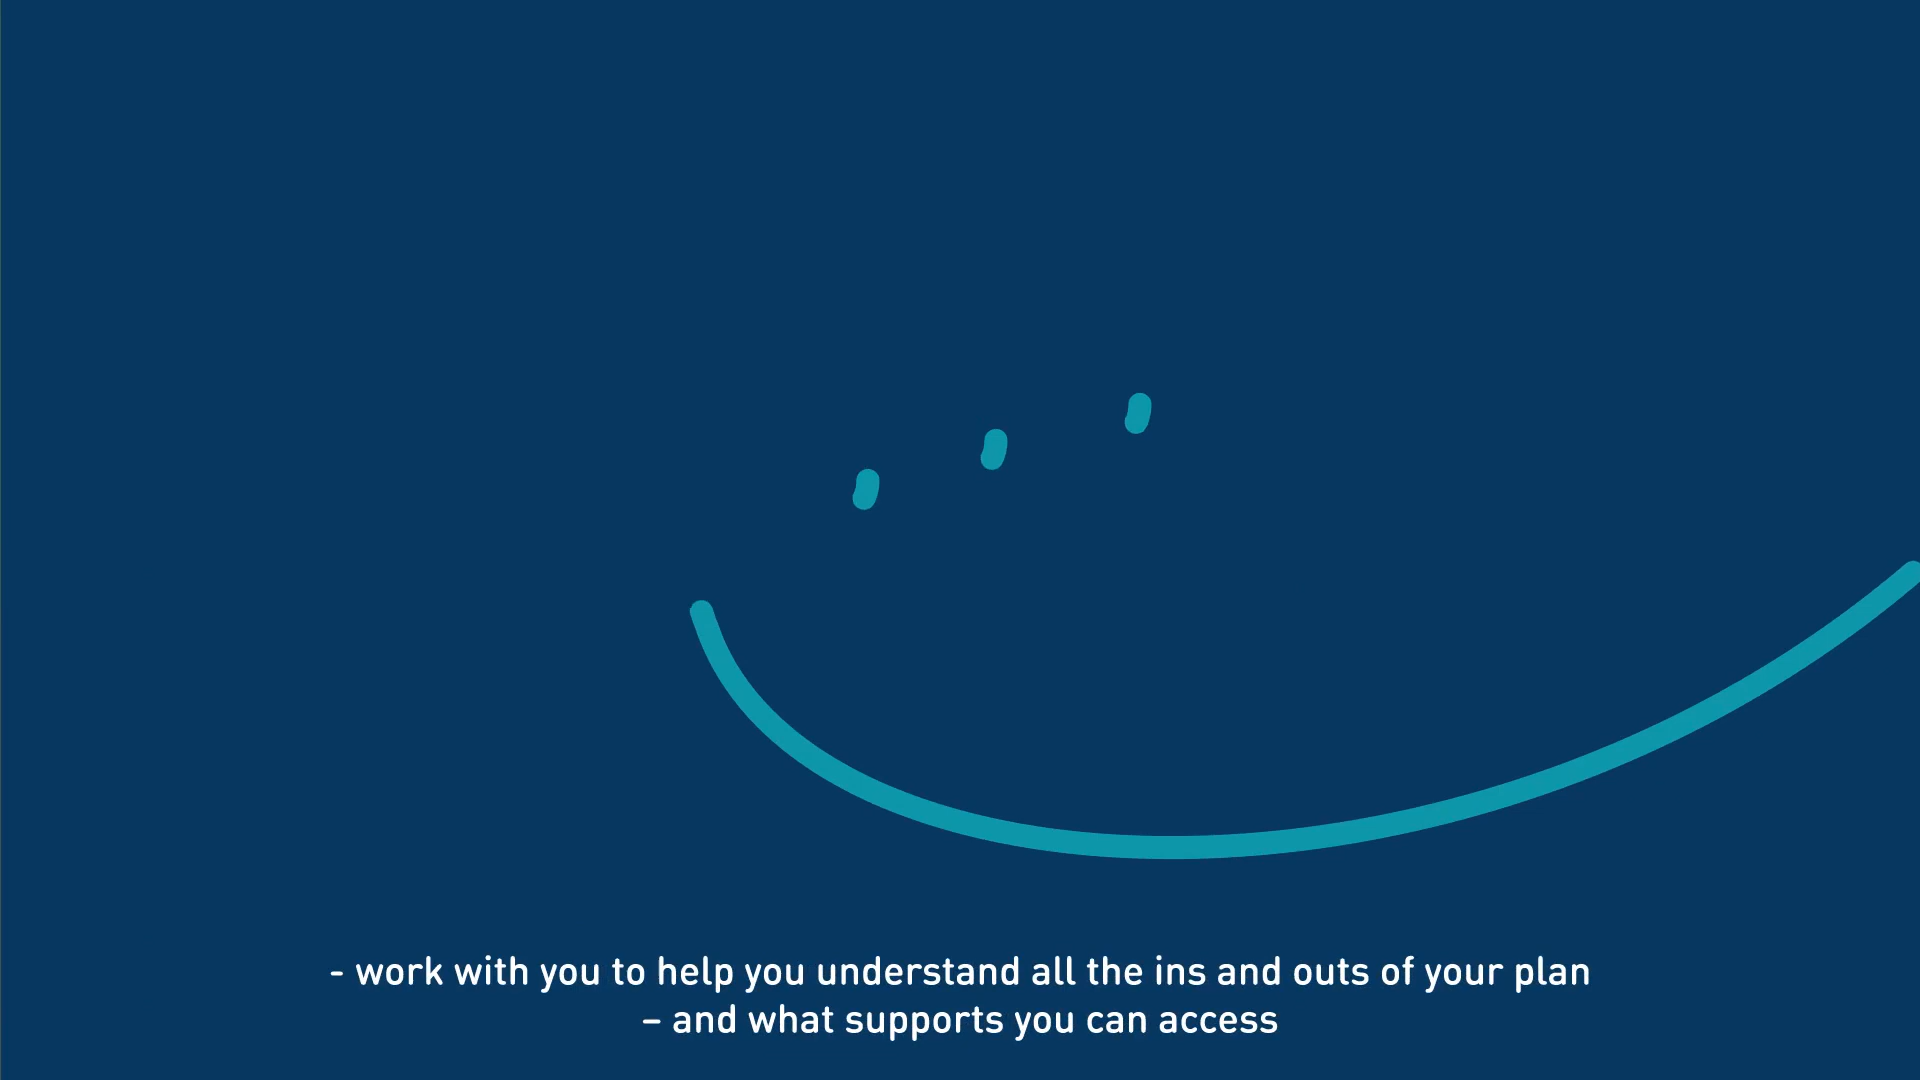 - work with you to help you understand all the ins and outs of your plan
– and what supports you can access